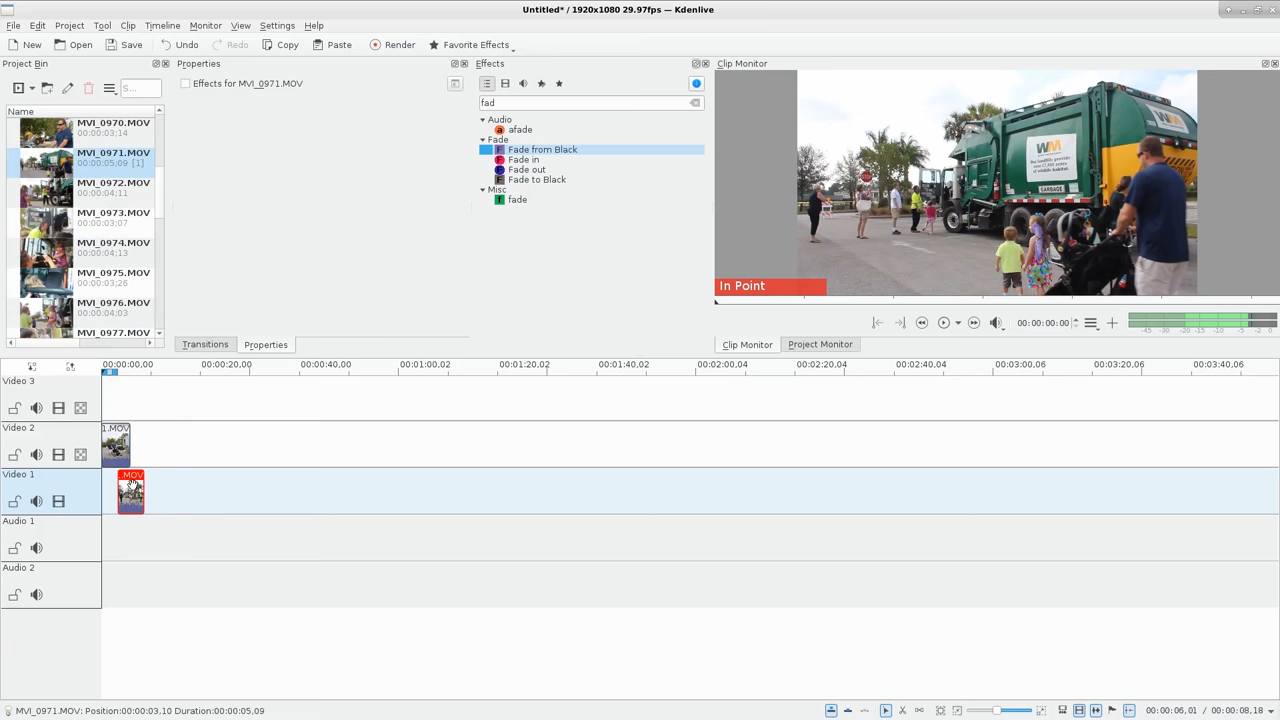 Untitled* / 1920x1080 29.97fps — Kdenlive
File Edit Project Tool Clip Timeline Monitor View Settings Help
New Open Save Undo Redo Copy Paste Render Favorite Effects
Project Bin
S...
Name
MVI_0970.MOV
00:00:03;14
MVI_0971.MOV
00:00:05;09 [1]
MVI_0972.MOV
00:00:04;11
MVI_0973.MOV
00:00:03;07
MVI_0974.MOV
00:00:04;13
MVI_0975.MOV
00:00:03;26
MVI_0976.MOV
00:00:04;03
MVI_0977.MOV
Properties
Effects for MVI_0971.MOV
Transitions Properties
Effects
fad
Audio
afade
Fade
Fade from Black
Fade in
Fade out
Fade to Black
Misc
fade
Clip Monitor
WM
GARBAGE
In Point
00:00:00;00
-45 -30 -20 -15 -10 -5 -2 0
Clip Monitor Project Monitor
00:00:00,00 00:00:20,00 00:00:40,00 00:01:00,02 00:01:20,02 00:01:40,02 00:02:00,04 00:02:20,04 00:02:40,04 00:03:00,06 00:03:20,06 00:03:40,06
Video 3
Video 2
1.MOV
Video 1
..MOV
Audio 1
Audio 2
MVI_0971.MOV: Position:00:00:03,10 Duration:00:00:05,09
00:00:06,01 / 00:00:08,18